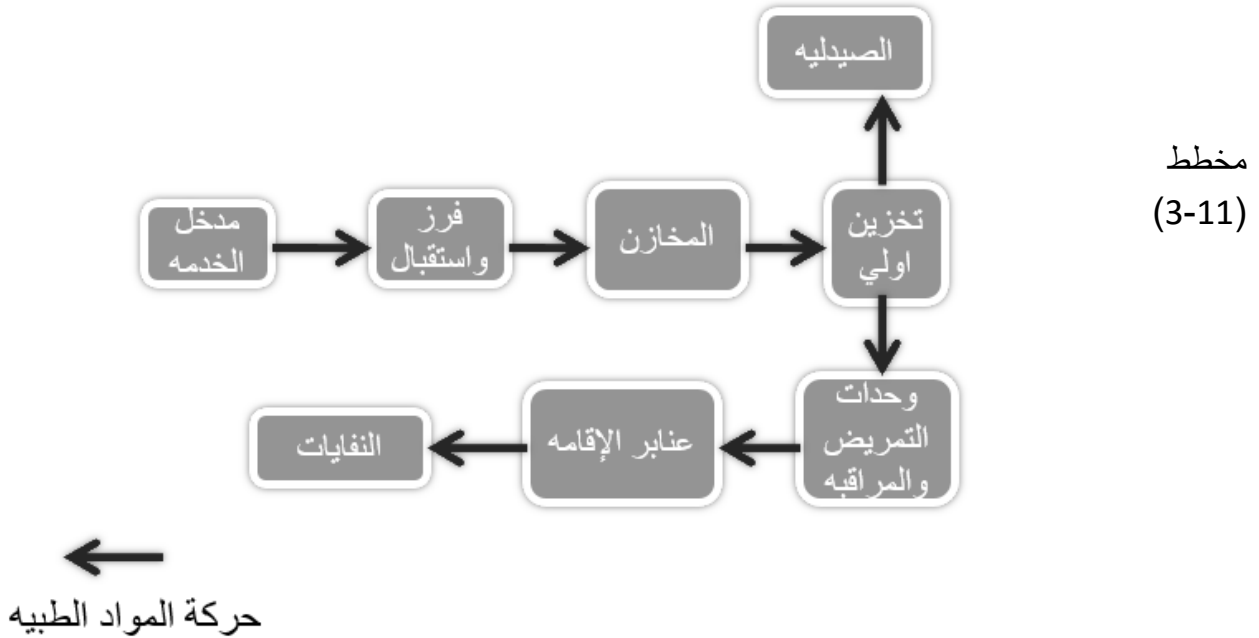 الصيدليه
مخطط
(3-11)
مدخل
الخدمه
فرز
واستقبال
المخازن
تخزين
اولي
وحدات
التمريض
والمراقبه
عنابر الإقامه
النفايات
حركة المواد الطبيه